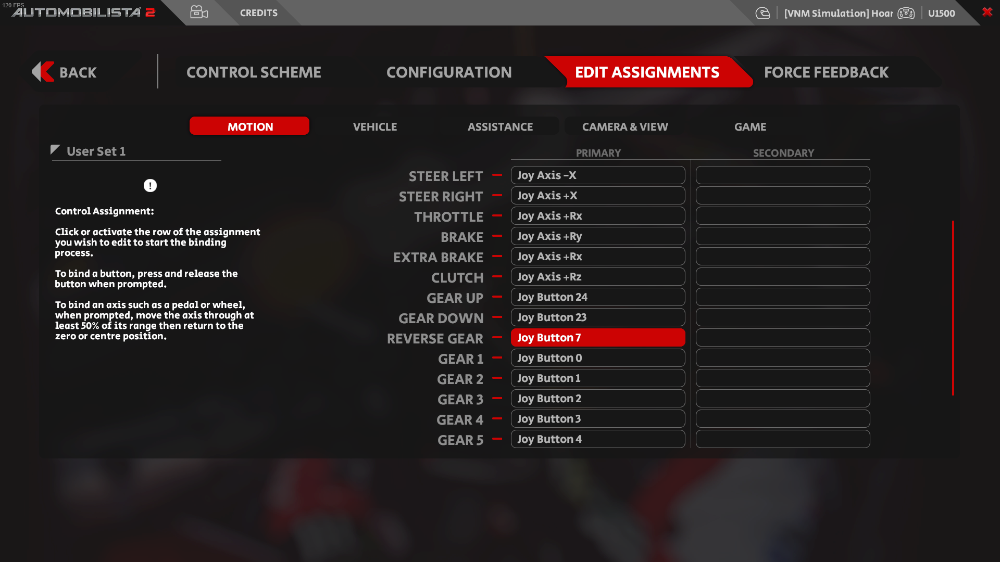 120 FPS
AUTOMOBILISTA 2
CREDITS
[VNM Simulation] Hoar
U1500
BACK
CONTROL SCHEME
CONFIGURATION
EDIT ASSIGNMENTS
FORCE FEEDBACK
MOTION
VEHICLE
ASSISTANCE
CAMERA & VIEW
GAME
User Set 1
PRIMARY
SECONDARY
Control Assignment:
Click or activate the row of the assignment
you wish to edit to start the binding
process.
To bind a button, press and release the
button when prompted.
To bind an axis such as a pedal or wheel,
when prompted, move the axis through at
least 50% of its range then return to the
zero or centre position.
STEER LEFT Joy Axis -X
STEER RIGHT Joy Axis +X
THROTTLE Joy Axis +Rx
BRAKE Joy Axis +Ry
EXTRA BRAKE Joy Axis +Rx
CLUTCH Joy Axis +Rz
GEAR UP Joy Button 24
GEAR DOWN Joy Button 23
REVERSE GEAR Joy Button 7
GEAR 1 Joy Button 0
GEAR 2 Joy Button 1
GEAR 3 Joy Button 2
GEAR 4 Joy Button 3
GEAR 5 Joy Button 4